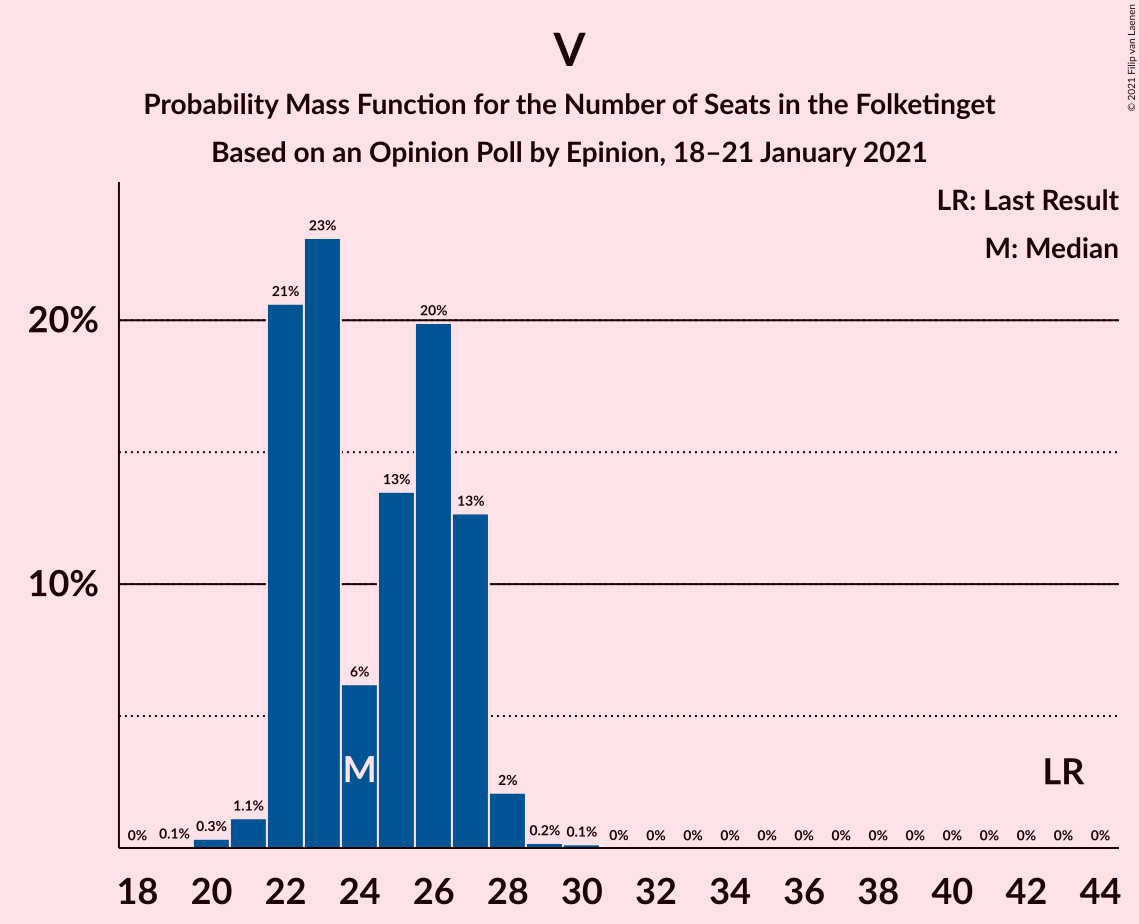 V
Probability Mass Function for the Number of Seats in the Folketinget
Based on an Opinion Poll by Epinion, 18–21 January 2021
© 2021 Filip van Laenen
LR: Last Result
M: Median
20%
10%
0% 0.1% 0.3% 1.1% 21% 23% 6% 13% 20% 13% 2% 0.2% 0.1% 0% 0% 0% 0% 0% 0% 0% 0% 0% 0% 0% 0% 0% 0%
M
LR
18 20 22 24 26 28 30 32 34 36 38 40 42 44